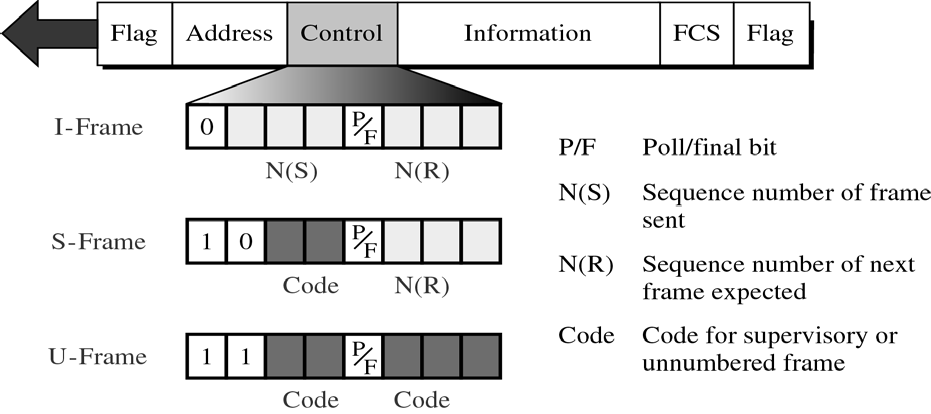 Flag Address Control Information FCS Flag
I-Frame 0 P/F
N(S) N(R)
S-Frame 1 0 P/F
Code N(R)
U-Frame 1 1 P/F
Code Code
P/F Poll/final bit
N(S) Sequence number of frame
sent
N(R) Sequence number of next
frame expected
Code Code for supervisory or
unnumbered frame